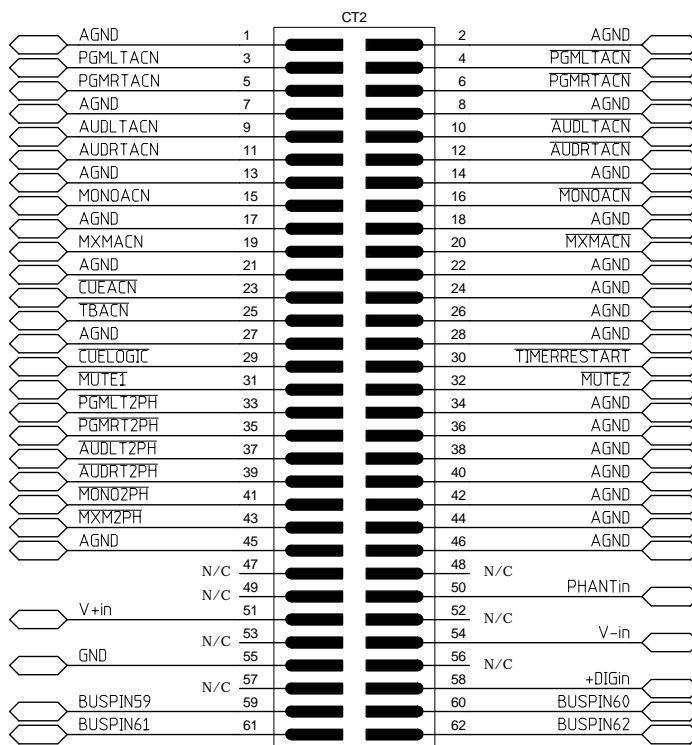 CT2
AGND 1 2 AGND
PGMLTACN 3 4 PGMLTACN
PGMRTACN 5 6 PGMRTACN
AGND 7 8 AGND
AUDLTACN 9 10 AUDLTACN
AUDRTACN 11 12 AUDRTACN
AGND 13 14 AGND
MONOACN 15 16 MONOACN
AGND 17 18 AGND
MXMACN 19 20 MXMACN
AGND 21 22 AGND
CUEACN 23 24 AGND
TBACN 25 26 AGND
AGND 27 28 AGND
CUELOGIC 29 30 TIMERRESTART
MUTE1 31 32 MUTE2
PGMLT2PH 33 34 AGND
PGMRT2PH 35 36 AGND
AUDLT2PH 37 38 AGND
AUDRT2PH 39 40 AGND
MONO2PH 41 42 AGND
MXM2PH 43 44 AGND
AGND 45 46 AGND
N/C 47 48 N/C
N/C 49 50 PHANTin
V+in 51 52 N/C
N/C 53 54 V-in
GND 55 56 N/C
N/C 57 58 +DIGin
BUSPIN59 59 60 BUSPIN60
BUSPIN61 61 62 BUSPIN62